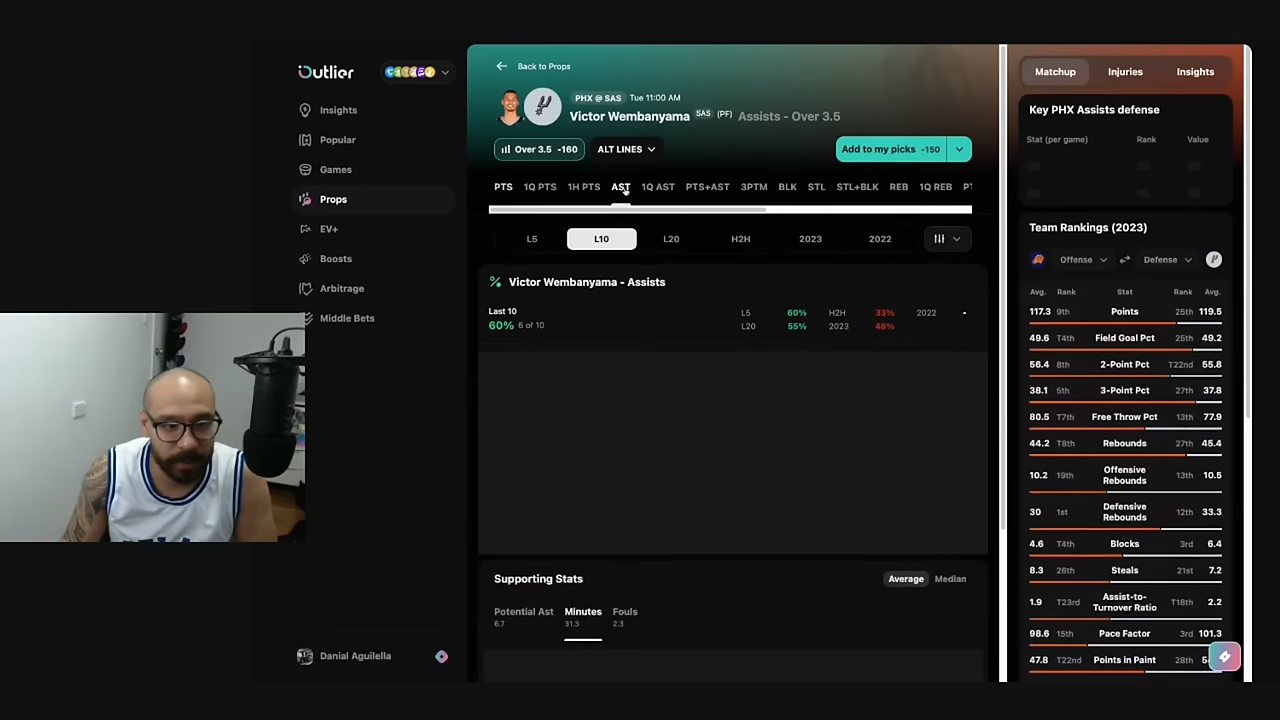 Outlier
Insights
Popular
Games
Props
EV+
Boosts
Arbitrage
Middle Bets
Danial Aguilella
Back to Props
PHX @ SAS Tue 11:00 AM
Victor Wembanyama SAS (PF) Assists - Over 3.5
Over 3.5 -160 ALT LINES
Add to my picks -150
PTS 1Q PTS 1H PTS AST 1Q AST PTS+AST 3PTM BLK STL STL+BLK REB 1Q REB
L5 L10 L20 H2H 2023 2022
Victor Wembanyama - Assists
Last 10
60% 6 of 10
L5 60% H2H 33% 2022 -
L20 55% 2023 48%
Supporting Stats
Average Median
Potential Ast Minutes Fouls
6.7 31.5 2.3
Matchup Injuries Insights
Key PHX Assists defense
Stat (per game) Rank Value
Team Rankings (2023)
Offense Defense
Avg. Rank Stat Rank Avg.
117.3 9th Points 25th 119.5
49.6 T4th Field Goal Pct 25th 49.2
56.4 8th 2-Point Pct T22nd 55.8
38.1 5th 3-Point Pct 27th 37.8
80.5 T7th Free Throw Pct 13th 77.9
44.2 T8th Rebounds 27th 45.4
10.2 19th Offensive Rebounds 13th 10.5
30 1st Defensive Rebounds 12th 33.3
4.6 T4th Blocks 3rd 6.4
8.3 26th Steals 21st 7.2
1.9 T23rd Assist-to-Turnover Ratio T18th 2.2
98.6 15th Pace Factor 3rd 101.3
47.8 T22nd Points in Paint 28th